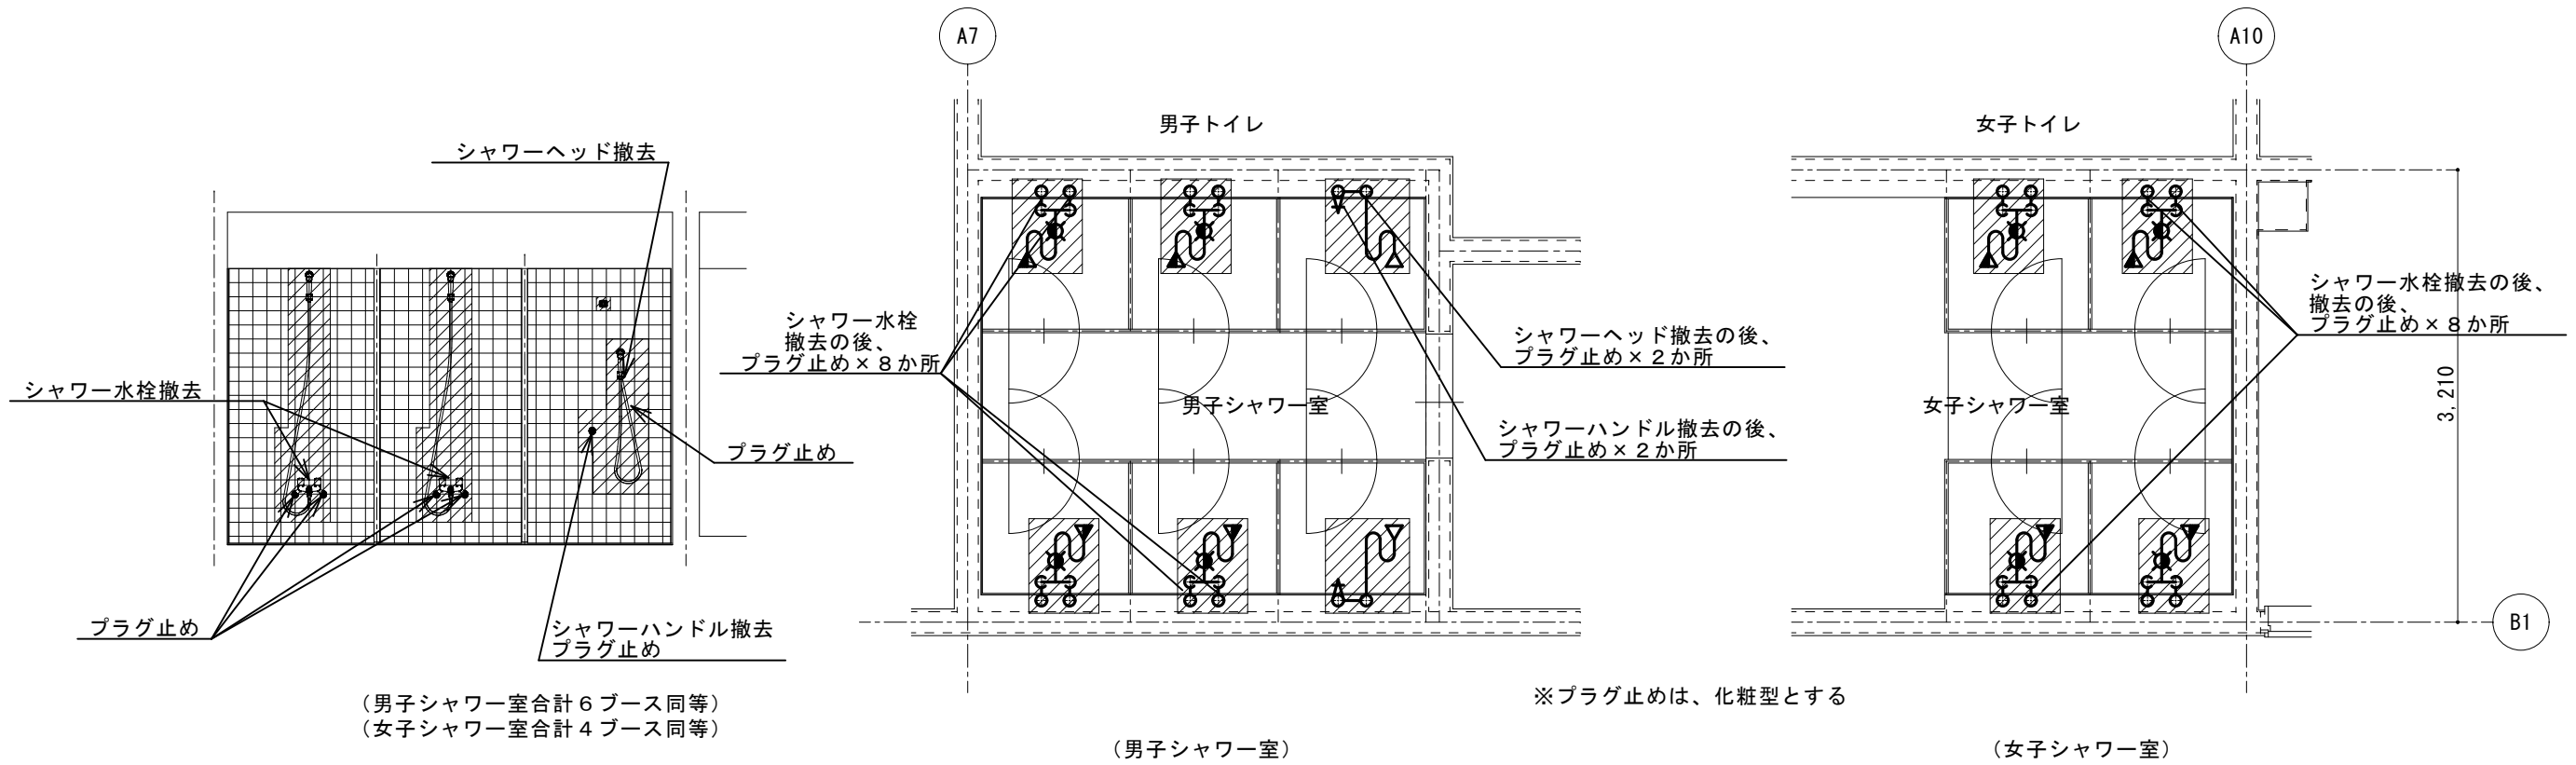 A7
A10
男子トイレ
女子トイレ
シャワーヘッド撤去
シャワー水栓撤去
プラグ止め
プラグ止め
シャワーハンドル撤去
プラグ止め
（男子シャワー室合計６ブース同等）
（女子シャワー室合計４ブース同等）
シャワー水栓
撤去の後、
プラグ止め×８か所
男子シャワー室
シャワーヘッド撤去の後、
プラグ止め×２か所
シャワーハンドル撤去の後、
プラグ止め×２か所
女子シャワー室
シャワー水栓撤去の後、
撤去の後、
プラグ止め×８か所
3,210
B1
※プラグ止めは、化粧型とする
（男子シャワー室）
（女子シャワー室）